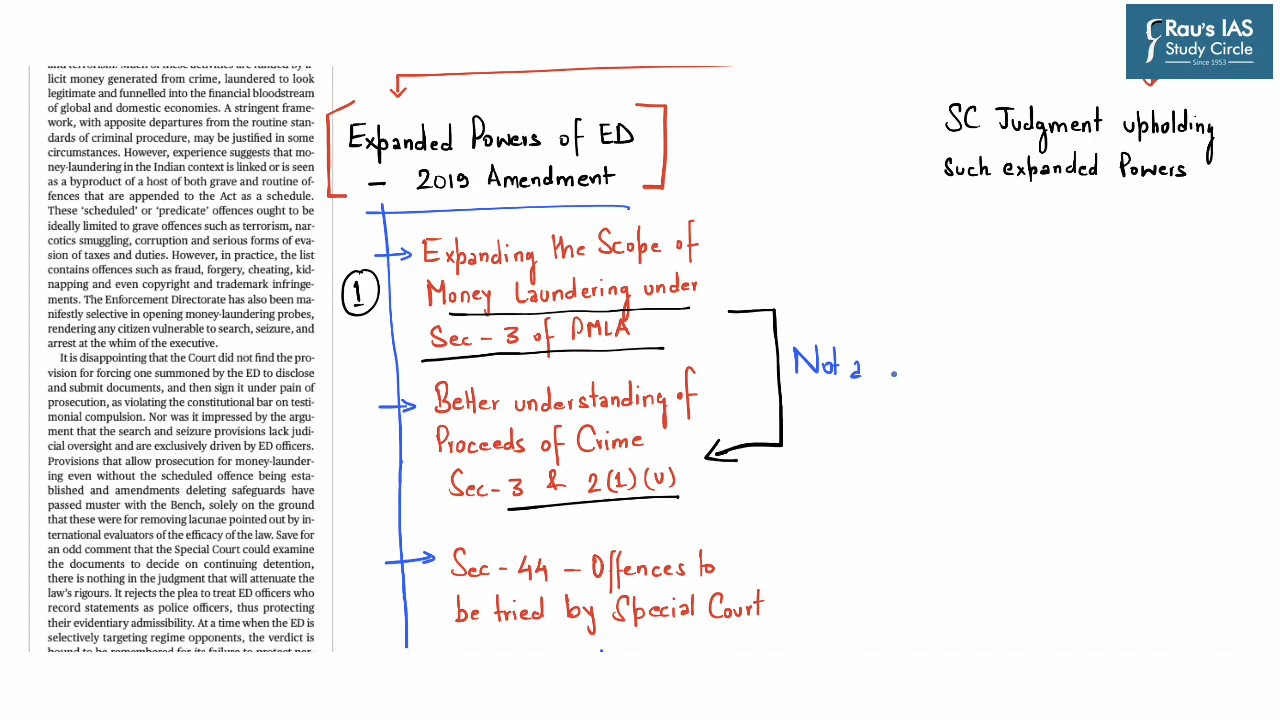 Rau's IAS
Study Circle
Since 1953
licit money generated from crime, laundered to look
legitimate and funnelled into the financial bloodstream
of global and domestic economies. A stringent frame-
work, with apposite departures from the routine stan-
dards of criminal procedure, may be justified in some
circumstances. However, experience suggests that mo-
ney-laundering in the Indian context is linked or is seen
as a byproduct of a host of both grave and routine of-
fences that are appended to the Act as a schedule.
These ‘scheduled’ or ‘predicate’ offences ought to be
ideally limited to grave offences such as terrorism, nar-
cotics smuggling, corruption and serious forms of eva-
sion of taxes and duties. However, in practice, the list
contains offences such as fraud, forgery, cheating, kid-
napping and even copyright and trademark infringe-
ments. The Enforcement Directorate has also been ma-
nifestly selective in opening money-laundering probes,
rendering any citizen vulnerable to search, seizure, and
arrest at the whim of the executive.
It is disappointing that the Court did not find the pro-
vision for forcing one summoned by the ED to disclose
and submit documents, and then sign it under pain of
prosecution, as violating the constitutional bar on testi-
monial compulsion. Nor was it impressed by the argu-
ment that the search and seizure provisions lack judi-
cial oversight and are exclusively driven by ED officers.
Provisions that allow prosecution for money-launder-
ing even without the scheduled offence being esta-
blished and amendments deleting safeguards have
passed muster with the Bench, solely on the ground
that these were for removing lacunae pointed out by in-
ternational evaluators of the efficacy of the law. Save for
an odd comment that the Special Court could examine
the documents to decide on continuing detention,
there is nothing in the judgment that will attenuate the
law's rigours. It rejects the plea to treat ED officers who
record statements as police officers, thus protecting
their evidentiary admissibility. At a time when the ED is
selectively targeting regime opponents, the verdict is
Expanded Powers of ED
– 2019 Amendment
1
Expanding the Scope of
Money Laundering under
Sec - 3 of PMLA
Better understanding of
Proceeds of Crime
Sec - 3 & 2(1)(u)
Sec - 44 – Offences to
be tried by Special Court
Not a
SC Judgment upholding
such expanded Powers